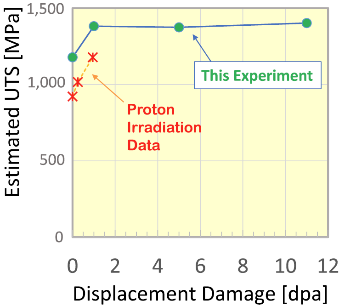 1,500
1,000
500
0
Estimated UTS [MPa]
This Experiment
Proton
Irradiation
Data
0 2 4 6 8 10 12
Displacement Damage [dpa]